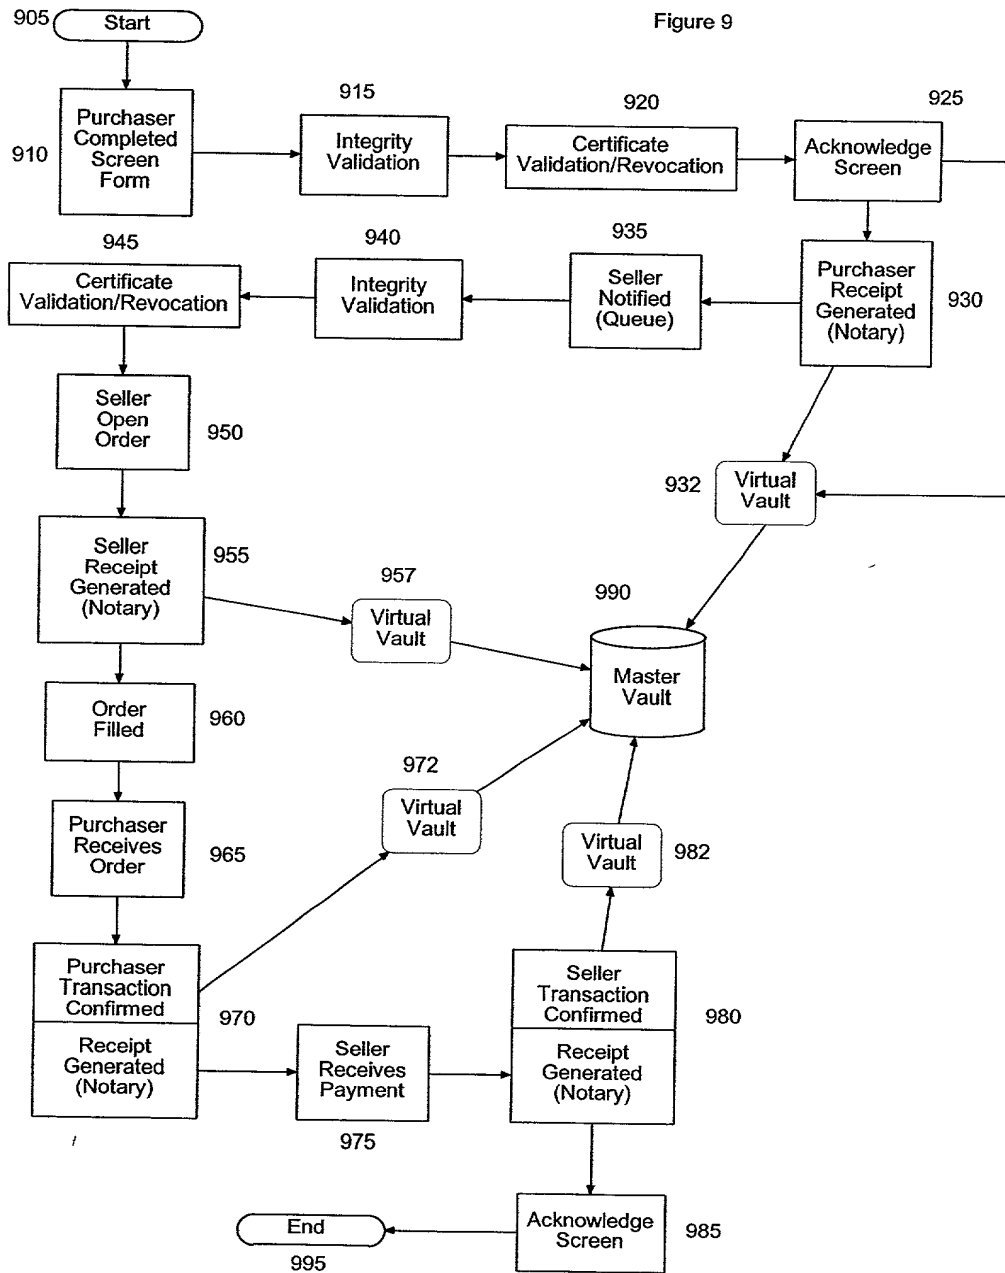 905
Start
Figure 9
910
Purchaser
Completed
Screen
Form
915
Integrity
Validation
920
Certificate
Validation/Revocation
925
Acknowledge
Screen
945
Certificate
Validation/Revocation
940
Integrity
Validation
935
Seller
Notified
(Queue)
Purchaser
Receipt
Generated
(Notary)
930
Seller
Open
Order
950
932
Virtual
Vault
Seller
Receipt
Generated
(Notary)
955
957
Virtual
Vault
990
Master
Vault
Order
Filled
960
972
Virtual
Vault
Purchaser
Receives
Order
965
Virtual
Vault
982
Purchaser
Transaction
Confirmed
970
Receipt
Generated
(Notary)
Seller
Receives
Payment
975
Seller
Transaction
Confirmed
980
Receipt
Generated
(Notary)
End
995
Acknowledge
Screen
985